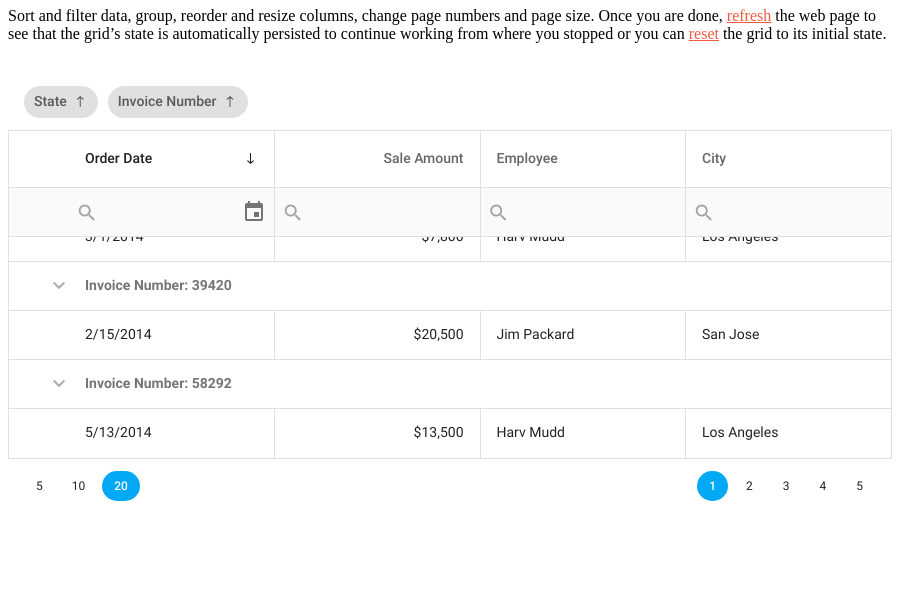 Sort and filter data, group, reorder and resize columns, change page numbers and page size. Once you are done, refresh the web page to
see that the grid’s state is automatically persisted to continue working from where you stopped or you can reset the grid to its initial state.
State ↑ Invoice Number ↑
Order Date ↓ Sale Amount Employee City
Harv Mudd Los Angeles
Invoice Number: 39420
2/15/2014 $20,500 Jim Packard San Jose
Invoice Number: 58292
5/13/2014 $13,500 Harv Mudd Los Angeles
5 10 20 1 2 3 4 5